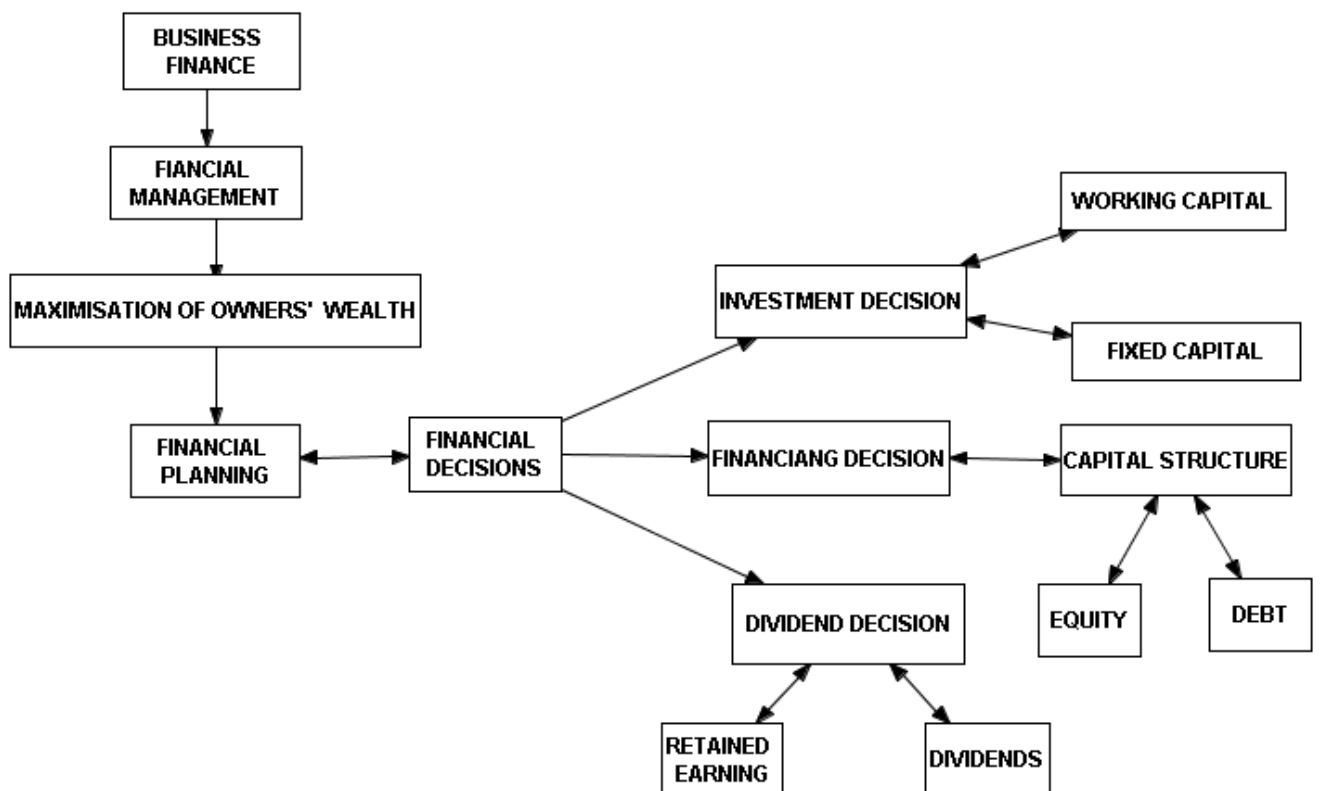 BUSINESS
FINANCE
FIANCIAL
MANAGEMENT
MAXIMISATION OF OWNERS' WEALTH
FINANCIAL
PLANNING
FINANCIAL
DECISIONS
INVESTMENT DECISION
WORKING CAPITAL
FIXED CAPITAL
FINANCIANG DECISION
CAPITAL STRUCTURE
EQUITY
DEBT
DIVIDEND DECISION
RETAINED
EARNING
DIVIDENDS